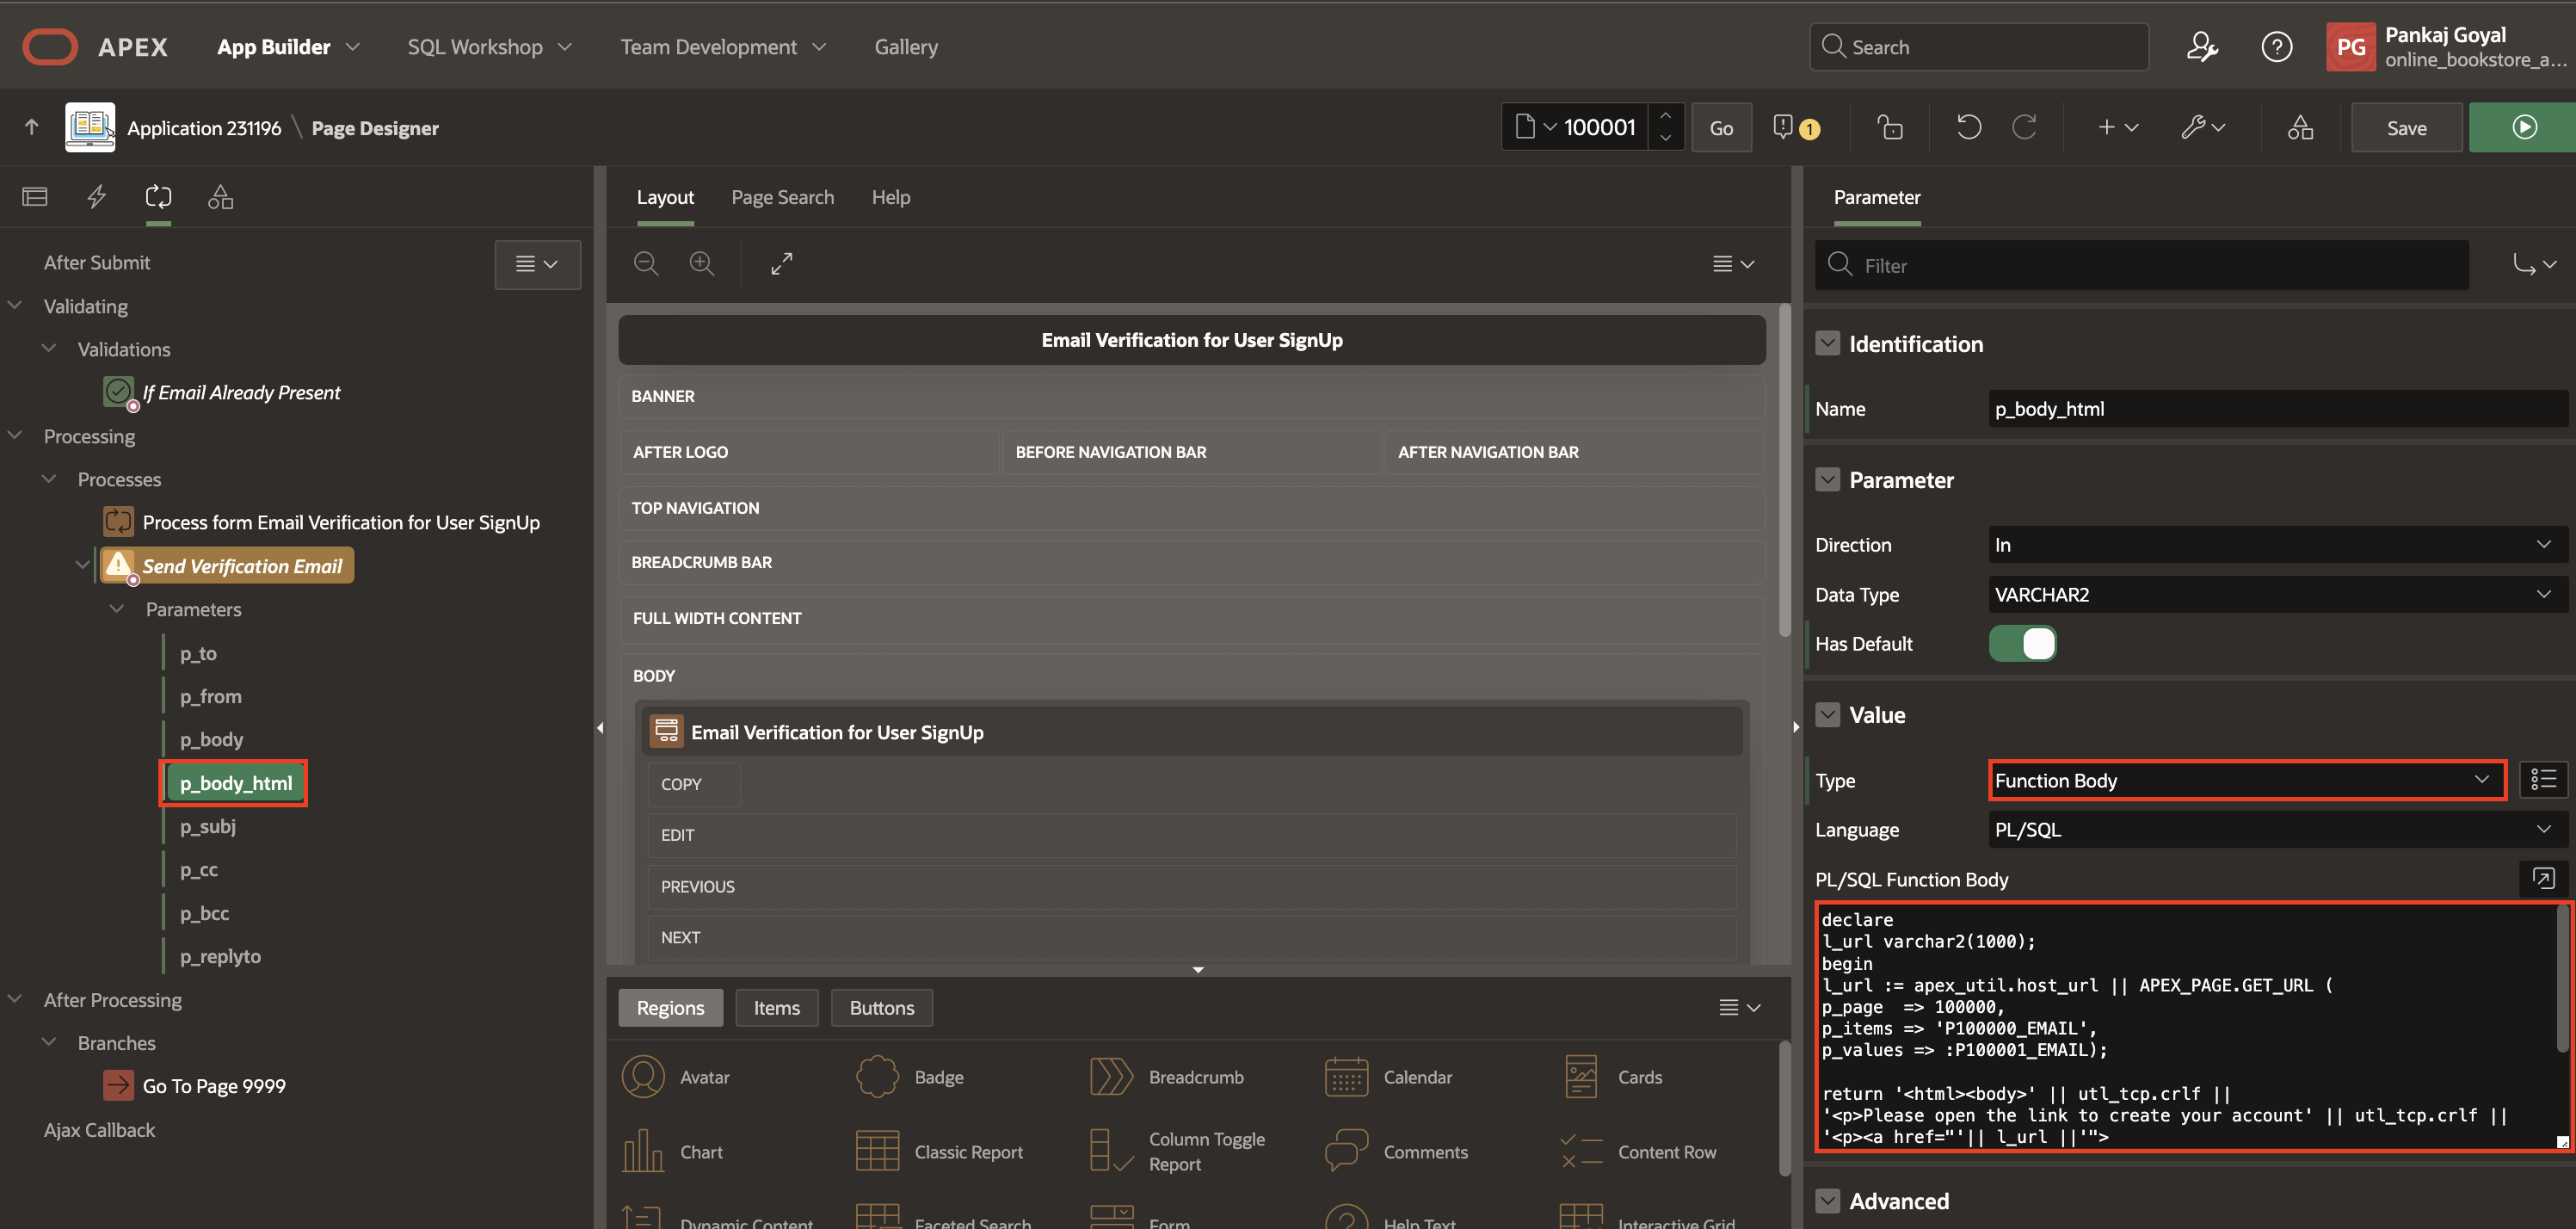 APEX App Builder SQL Workshop Team Development Gallery Search PG Pankaj Goyal
online_bookstore_a...
Application 231196 \ Page Designer 100001 Go 1 Save
Layout Page Search Help
Parameter
After Submit
Validating
Validations
If Email Already Present
Processing
Processes
Process form Email Verification for User SignUp
Send Verification Email
Parameters
p_to
p_from
p_body
p_body_html
p_subj
p_cc
p_bcc
p_replyto
After Processing
Branches
Go To Page 9999
Ajax Callback
Email Verification for User SignUp
BANNER
AFTER LOGO BEFORE NAVIGATION BAR AFTER NAVIGATION BAR
TOP NAVIGATION
BREADCRUMB BAR
FULL WIDTH CONTENT
BODY
Email Verification for User SignUp
COPY
EDIT
PREVIOUS
NEXT
Regions Items Buttons
Avatar Badge Breadcrumb Calendar Cards
Chart Classic Report Column Toggle
Report Comments Content Row
Dynamic Content Faceted Search Form Help Text Interactive Grid
Filter
Identification
Name p_body_html
Parameter
Direction In
Data Type VARCHAR2
Has Default
Value
Type Function Body
Language PL/SQL
PL/SQL Function Body
declare
l_url varchar2(1000);
begin
l_url := apex_util.host_url || APEX_PAGE.GET_URL (
p_page => 100000,
p_items => 'P100000_EMAIL',
p_values => :P100001_EMAIL);
return '<html><body>' || utl_tcp.crlf ||
'<p>Please open the link to create your account' || utl_tcp.crlf ||
'<p><a href="'|| l_url ||'">
Advanced